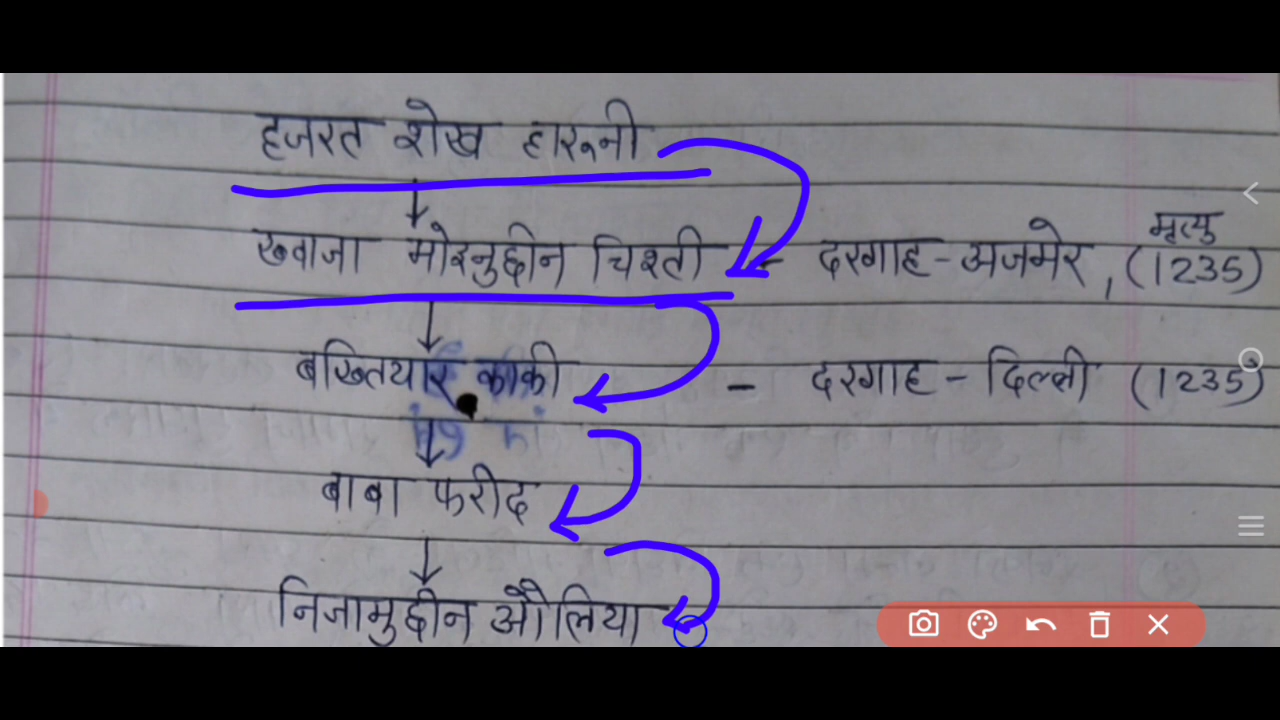 हजरत शेख हारूनी
ख्वाजा मोइनुद्दीन चिश्ती - दरगाह - अजमेर, मृत्यु (1235)
बख्तियार काकी - दरगाह - दिल्ली (1235)
बाबा फरीद
निजामुद्दीन औलिया